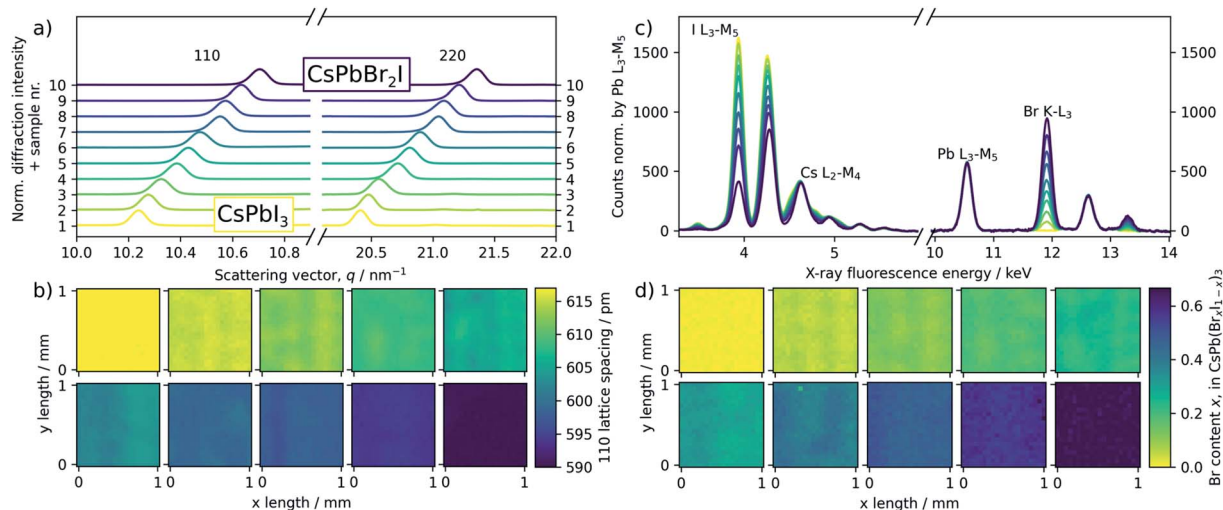 a)
Norm. diffraction intensity
+ sample nr.
110
220
CsPbBr₂I
CsPbI₃
10
9
8
7
6
5
4
3
2
1
10
9
8
7
6
5
4
3
2
1
10.0 10.2 10.4 10.6 10.8 20.5 21.0 21.5 22.0
Scattering vector, q / nm⁻¹
c)
Counts norm. by Pb L₃-M₅
I L₃-M₅
Cs L₂-M₄
Pb L₃-M₅
Br K-L₃
1500
1000
500
0
1500
1000
500
0
4 5 10 11 12 13 14
X-ray fluorescence energy / keV
b)
y length / mm
1
0
1
0
0 1 0 1 0 1 0 1 0 1
x length / mm
615
610
605
600
595
590
110 lattice spacing / pm
d)
y length / mm
1
0
1
0
0 1 0 1 0 1 0 1 0 1
x length / mm
0.6
0.4
0.2
0.0
Br content x, in CsPb(BrₓI₁₋ₓ)₃